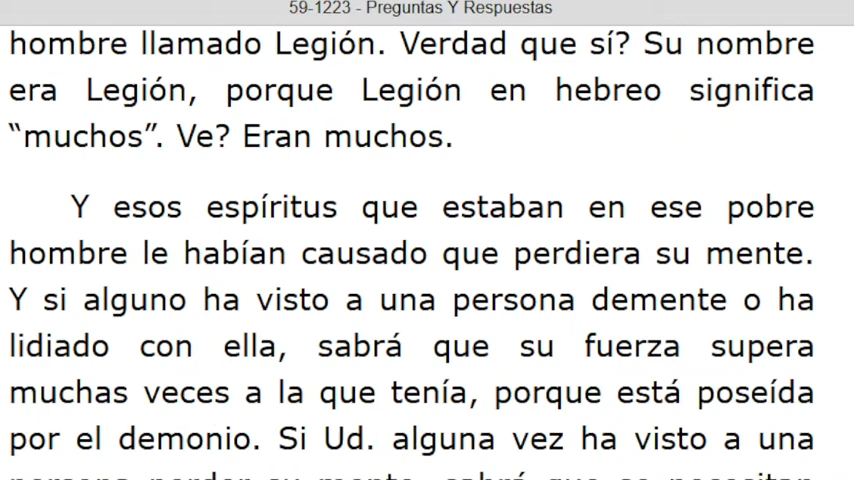 59-1223 - Preguntas Y Respuestas
hombre llamado Legión. Verdad que sí? Su nombre
era Legión, porque Legión en hebreo significa
“muchos”. Ve? Eran muchos.
Y esos espíritus que estaban en ese pobre
hombre le habían causado que perdiera su mente.
Y si alguno ha visto a una persona demente o ha
lidiado con ella, sabrá que su fuerza supera
muchas veces a la que tenía, porque está poseída
por el demonio. Si Ud. alguna vez ha visto a una